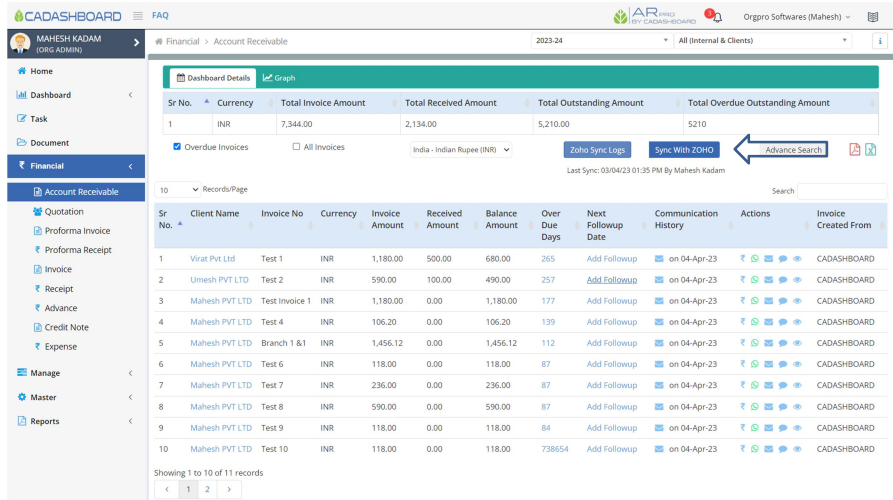 CADASHBOARD FAQ AR PRO BY CADASHBOARD 3 Orgpro Softwares (Mahesh)
MAHESH KADAM
(ORG ADMIN)
Financial > Account Receivable 2023-24 All (Internal & Clients) i
Home
Dashboard
Task
Document
Financial
Account Receivable
Quotation
Proforma Invoice
Proforma Receipt
Invoice
Receipt
Advance
Credit Note
Expense
Manage
Master
Reports
Dashboard Details Graph
Sr No. Currency Total Invoice Amount Total Received Amount Total Outstanding Amount Total Overdue Outstanding Amount
1 INR 7,344.00 2,134.00 5,210.00 5210
Overdue Invoices All Invoices India - Indian Rupee (INR) Zoho Sync Logs Sync With ZOHO Advance Search
Last Sync: 03/04/23 01:35 PM By Mahesh Kadam
10 Records/Page Search
Sr No. Client Name Invoice No Currency Invoice Amount Received Amount Balance Amount Over Due Days Next Followup Date Communication History Actions Invoice Created From
1 Virat Pvt Ltd Test 1 INR 1,180.00 500.00 680.00 265 Add Followup on 04-Apr-23 CADASHBOARD
2 Umesh PVT LTD Test 2 INR 590.00 100.00 490.00 257 Add Followup on 04-Apr-23 CADASHBOARD
3 Mahesh PVT LTD Test Invoice 1 INR 1,180.00 0.00 1,180.00 177 Add Followup on 04-Apr-23 CADASHBOARD
4 Mahesh PVT LTD Test 4 INR 106.20 0.00 106.20 139 Add Followup on 04-Apr-23 CADASHBOARD
5 Mahesh PVT LTD Branch 1 &1 INR 1,456.12 0.00 1,456.12 112 Add Followup on 04-Apr-23 CADASHBOARD
6 Mahesh PVT LTD Test 6 INR 118.00 0.00 118.00 87 Add Followup on 04-Apr-23 CADASHBOARD
7 Mahesh PVT LTD Test 7 INR 236.00 0.00 236.00 87 Add Followup on 04-Apr-23 CADASHBOARD
8 Mahesh PVT LTD Test 8 INR 590.00 0.00 590.00 87 Add Followup on 04-Apr-23 CADASHBOARD
9 Mahesh PVT LTD Test 9 INR 118.00 0.00 118.00 84 Add Followup on 04-Apr-23 CADASHBOARD
10 Mahesh PVT LTD Test 10 INR 118.00 0.00 118.00 738654 Add Followup on 04-Apr-23 CADASHBOARD
Showing 1 to 10 of 11 records
< 1 2 >